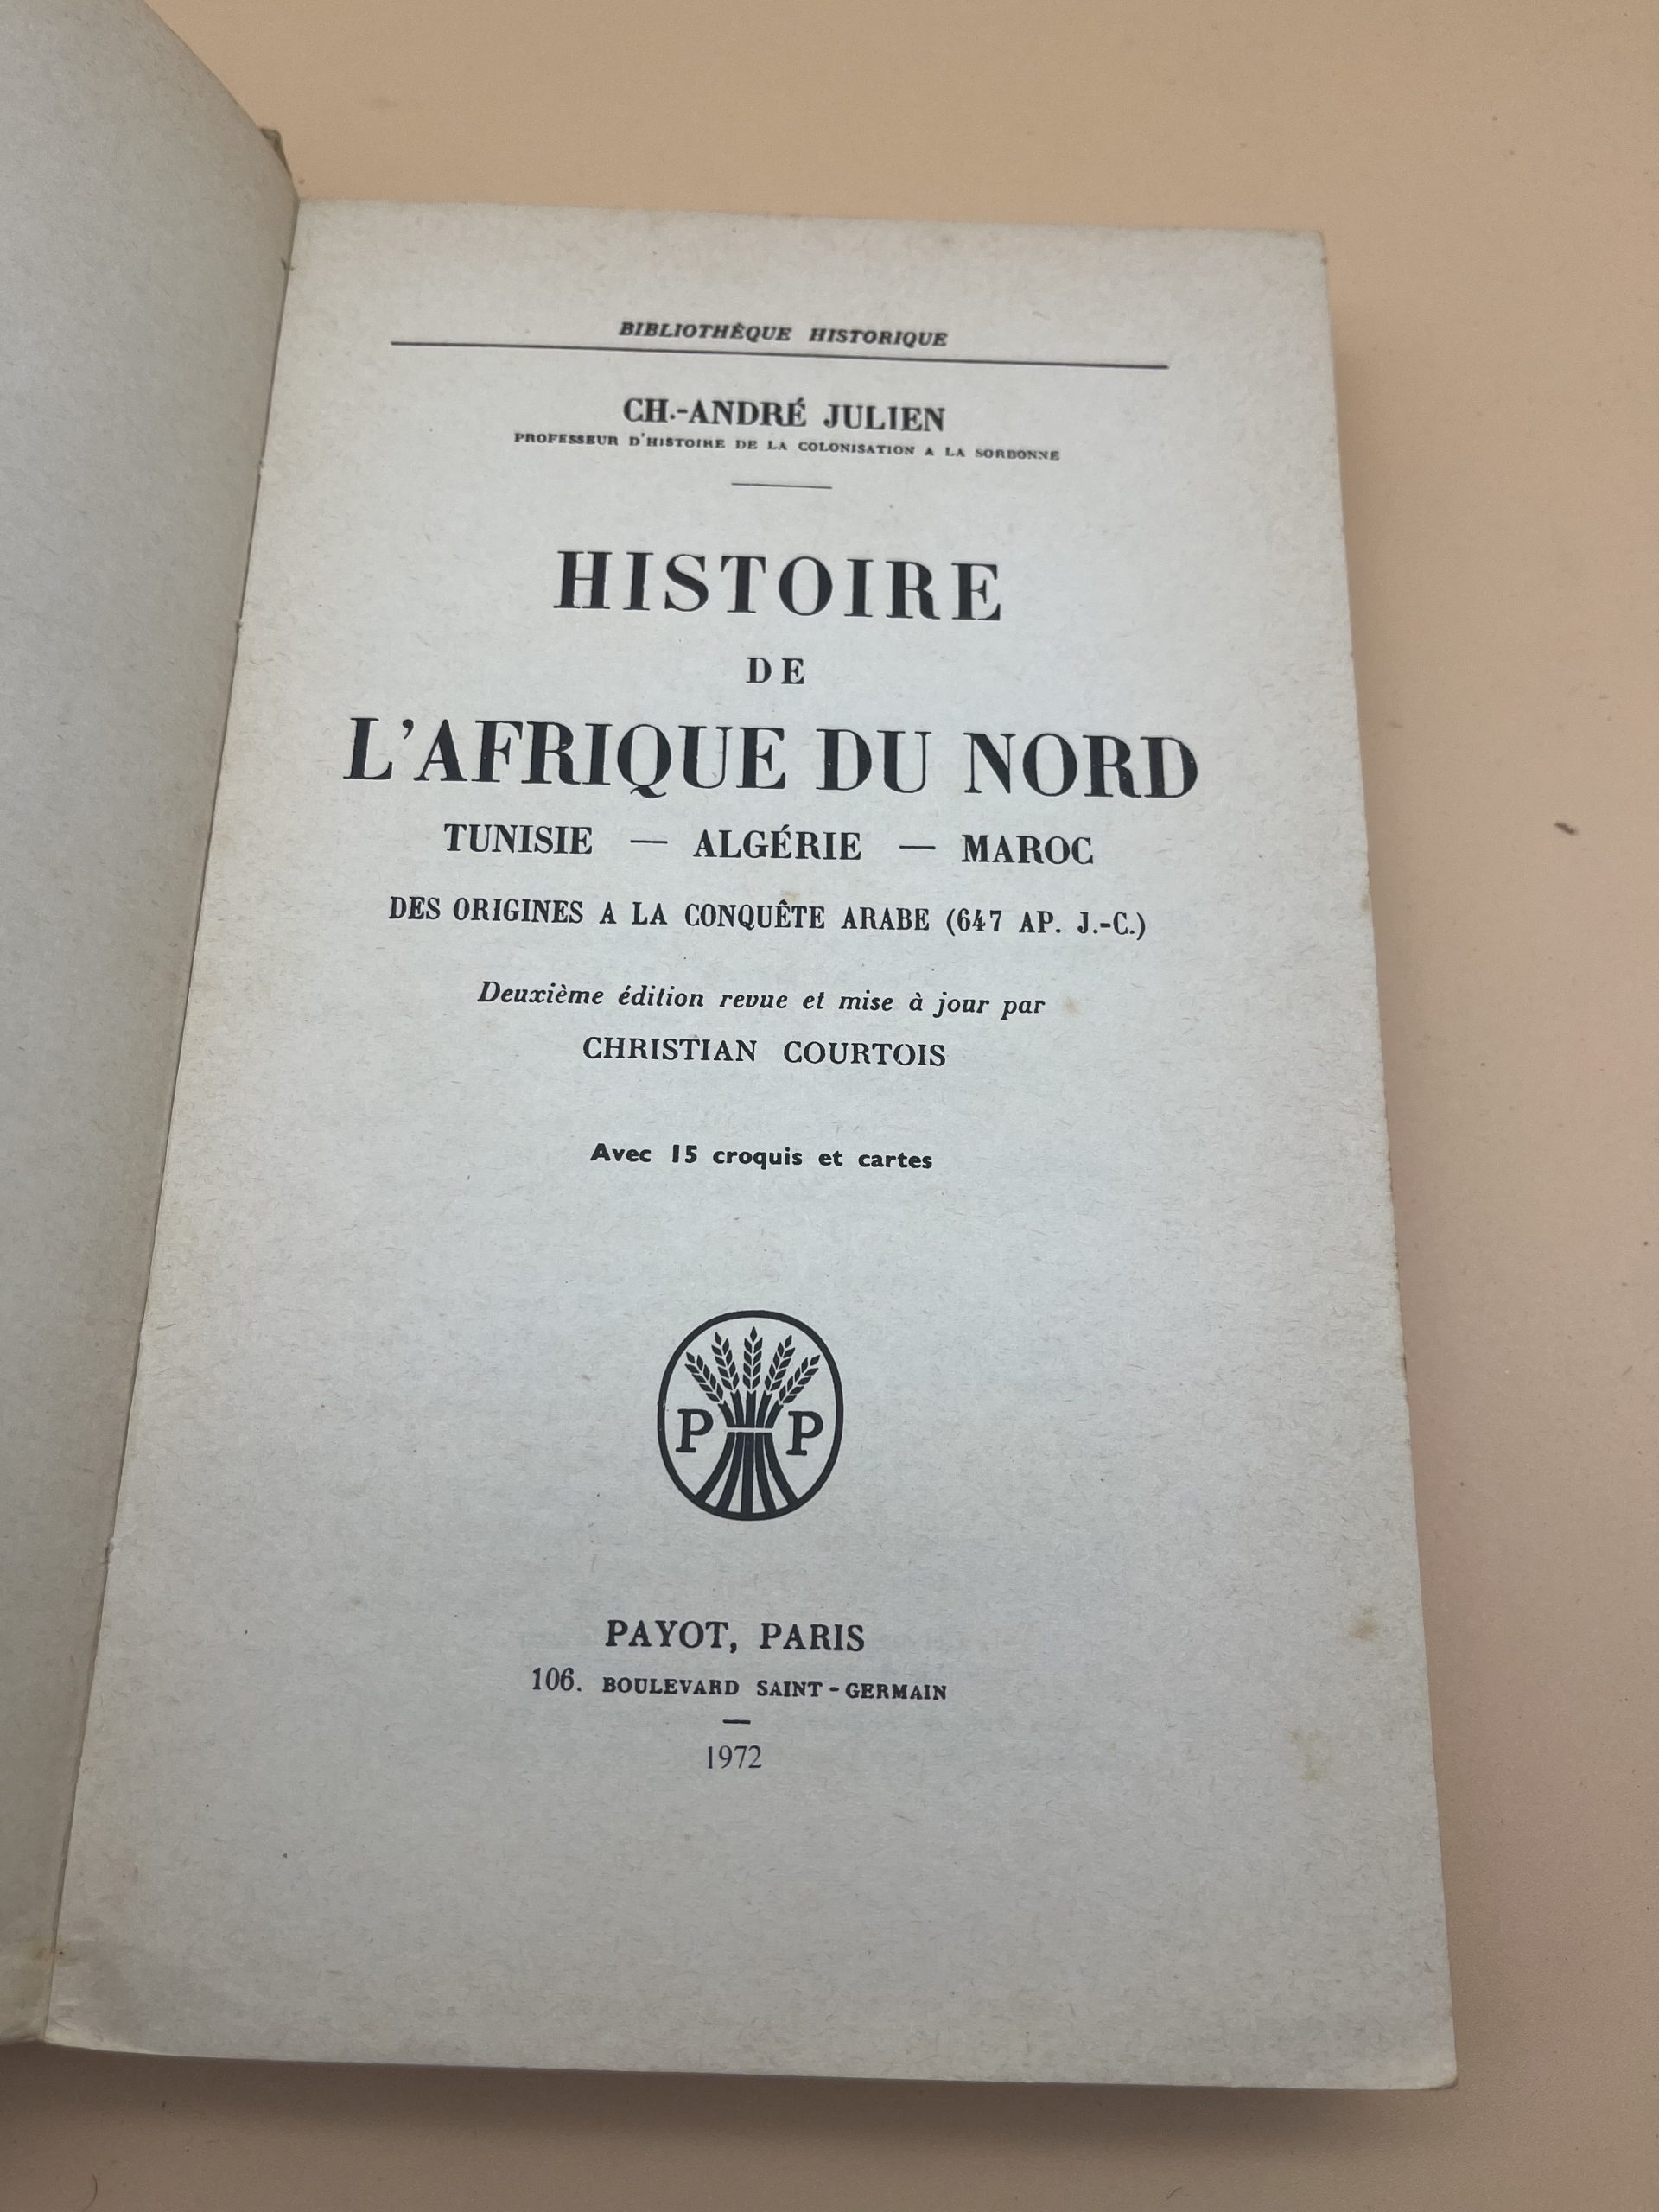 BIBLIOTHÈQUE HISTORIQUE
CH.-ANDRÉ JULIEN
PROFESSEUR D'HISTOIRE DE LA COLONISATION A LA SORBONNE
HISTOIRE
DE
L'AFRIQUE DU NORD
TUNISIE — ALGÉRIE — MAROC
DES ORIGINES A LA CONQUÊTE ARABE (647 AP. J.-C.)
Deuxième édition revue et mise à jour par
CHRISTIAN COURTOIS
Avec 15 croquis et cartes
P P
PAYOT, PARIS
106. BOULEVARD SAINT-GERMAIN
1972